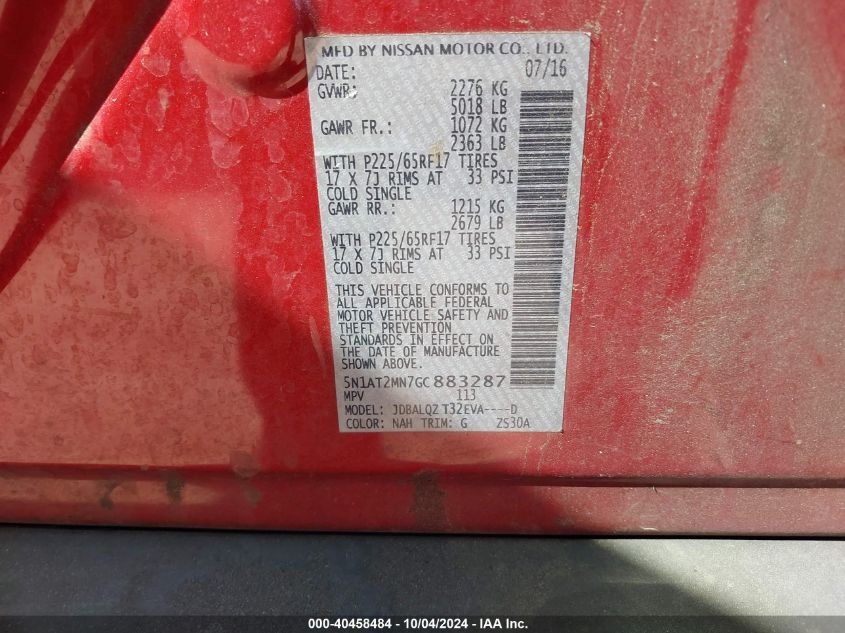 MFD BY NISSAN MOTOR CO., LTD.
DATE: 07/16
GVWR: 2276 KG
5018 LB
GAWR FR.: 1072 KG
2363 LB
WITH P225/65RF17 TIRES
17 X 7J RIMS AT 33 PSI
COLD SINGLE
GAWR RR.: 1215 KG
2679 LB
WITH P225/65RF17 TIRES
17 X 7J RIMS AT 33 PSI
COLD SINGLE
THIS VEHICLE CONFORMS TO
ALL APPLICABLE FEDERAL
MOTOR VEHICLE SAFETY AND
THEFT PREVENTION
STANDARDS IN EFFECT ON
THE DATE OF MANUFACTURE
SHOWN ABOVE.
5N1AT2MN7GC883287
MPV 113
MODEL: JDBALQZ T32EVA----D
COLOR: NAH TRIM: G ZS30A
000-40458484 - 10/04/2024 - IAA Inc.